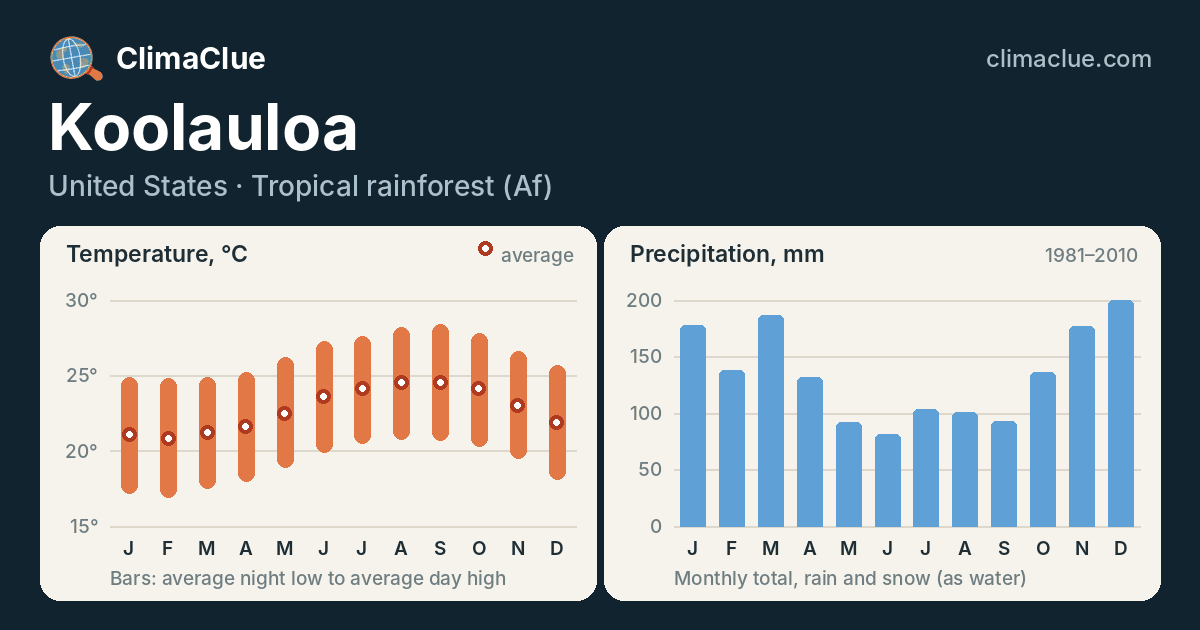 ClimaClue
climaclue.com
Koolauloa
United States · Tropical rainforest (Af)
Temperature, °C
average
30°
25°
20°
15°
J F M A M J J A S O N D
Bars: average night low to average day high
Precipitation, mm
1981–2010
200
150
100
50
0
J F M A M J J A S O N D
Monthly total, rain and snow (as water)